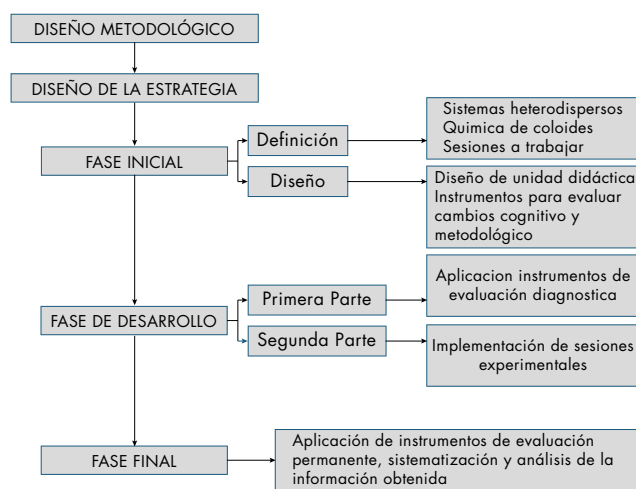 DISEÑO METODOLÓGICO
DISEÑO DE LA ESTRATEGIA
FASE INICIAL
Definición
Sistemas heterodispersos
Quimica de coloides
Sesiones a trabajar
Diseño
Diseño de unidad didáctica
Instrumentos para evaluar
cambios cognitivo y
metodológico
FASE DE DESARROLLO
Primera Parte
Aplicacion instrumentos de
evaluación diagnostica
Segunda Parte
Implementación de sesiones
experimentales
FASE FINAL
Aplicación de instrumentos de evaluación
permanente, sistematización y análisis de la
información obtenida